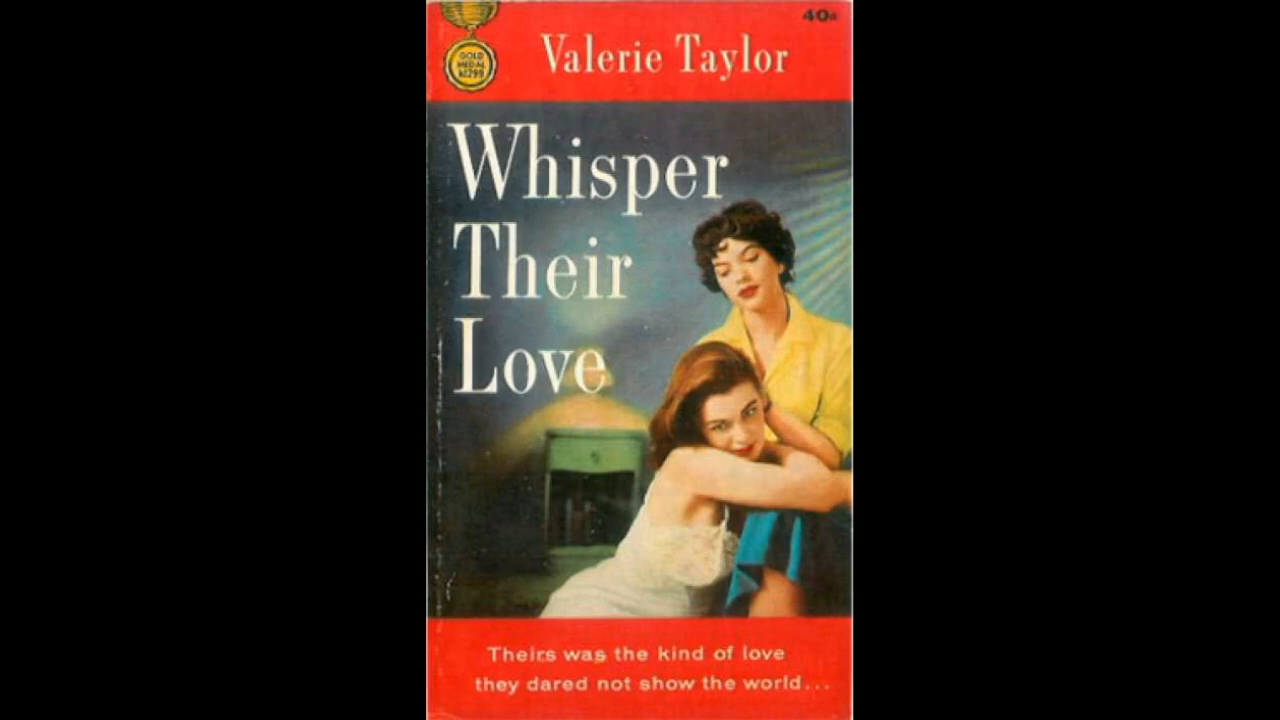 40¢
GOLD
MEDAL
k1299
Valerie Taylor
Whisper
Their
Love
Theirs was the kind of love
they dared not show the world...